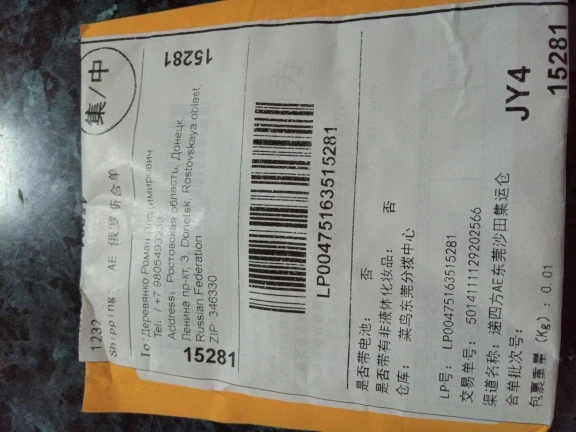 集/中
15281
Shipping: AE 俄罗斯合单
To:Деревянко Роман
Tel: / +7
Address: Ростовская область, Донецк,
Ленина пр-кт, 3, Donetsk, Rostovskaya oblast,
Russian Federation
ZIP 346330
15281
LP00475163515281
是否带电池: 否
是否带有非液体化妆品: 否
仓库: 菜鸟东莞分拨中心
LP号: LP00475163515281
交易单号: 5014111129202566
渠道名称: 递四方AE东莞沙田集运仓
合单批次号:
包裹重量 (Kg): 0.01
JY4
15281